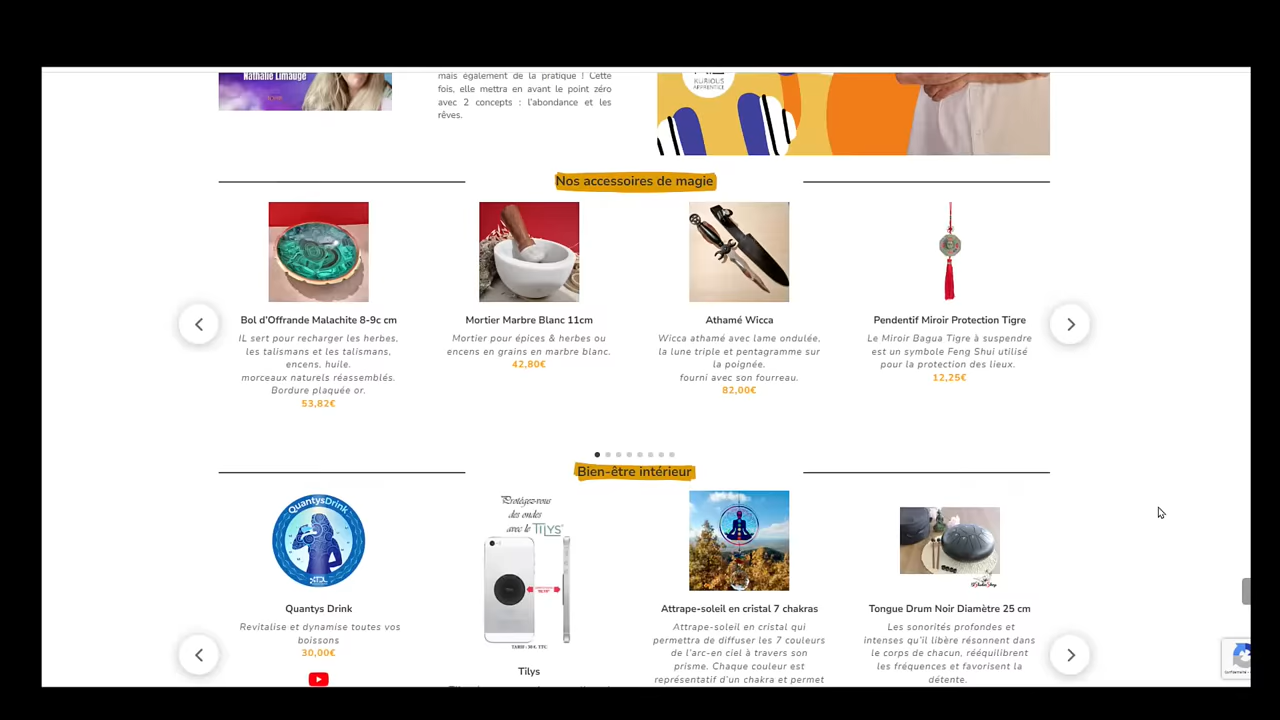 Nathalie Limauge
mais également de la pratique ! Cette
fois, elle mettra en avant le point zéro
avec 2 concepts : l'abondance et les
rêves.
KURIOUS
APPRENTICE
Nos accessoires de magie
Bol d'Offrande Malachite 8-9c cm
IL sert pour recharger les herbes,
les talismans et les talismans,
encens, huile.
morceaux naturels réassemblés.
Bordure plaquée or.
53,82€
Mortier Marbre Blanc 11cm
Mortier pour épices & herbes ou
encens en grains en marbre blanc.
42,80€
Athamé Wicca
Wicca athamé avec lame ondulée,
la lune triple et pentagramme sur
la poignée.
fourni avec son fourreau.
82,00€
Pendentif Miroir Protection Tigre
Le Miroir Bagua Tigre à suspendre
est un symbole Feng Shui utilisé
pour la protection des lieux.
12,25€
Bien-être intérieur
QuantysDrink
Quantys Drink
Revitalise et dynamise toutes vos
boissons
30,00€
Protégez-vous
des ondes
avec le TILYS
Tilys
Attrape-soleil en cristal 7 chakras
Attrape-soleil en cristal qui
permettra de diffuser les 7 couleurs
de l'arc-en ciel à travers son
prisme. Chaque couleur est
représentatif d'un chakra et permet
Tongue Drum Noir Diamètre 25 cm
Les sonorités profondes et
intenses qu'il libère résonnent dans
le corps de chacun, rééquilibrent
les fréquences et favorisent la
détente.